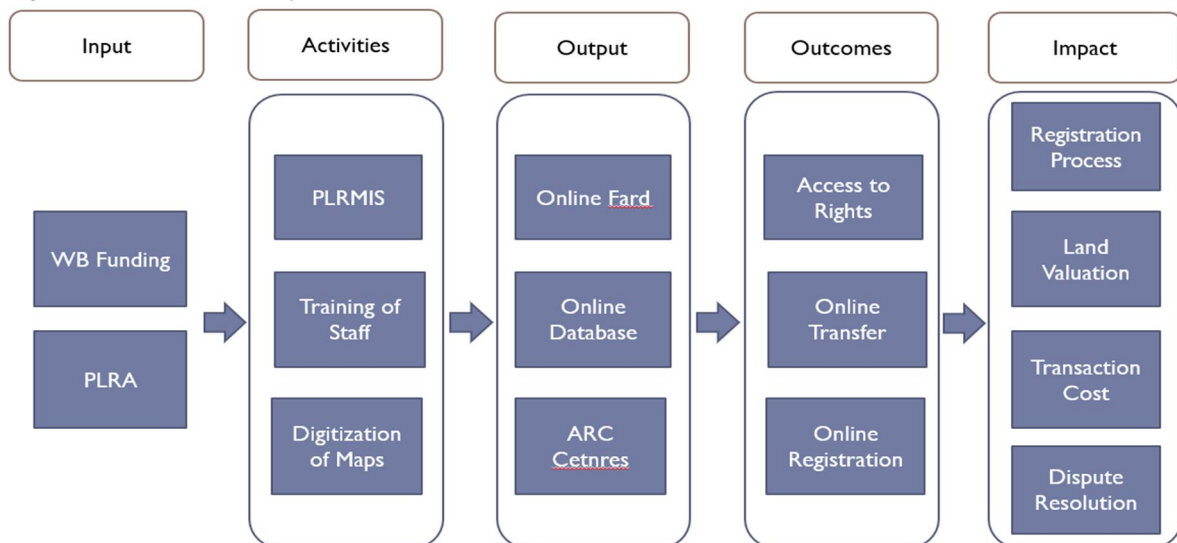 Input
Activities
Output
Outcomes
Impact
WB Funding
PLRA
PLRMIS
Training of
Staff
Digitization
of Maps
Online Fard
Online
Database
ARC
Cetnres
Access to
Rights
Online
Transfer
Online
Registration
Registration
Process
Land
Valuation
Transaction
Cost
Dispute
Resolution